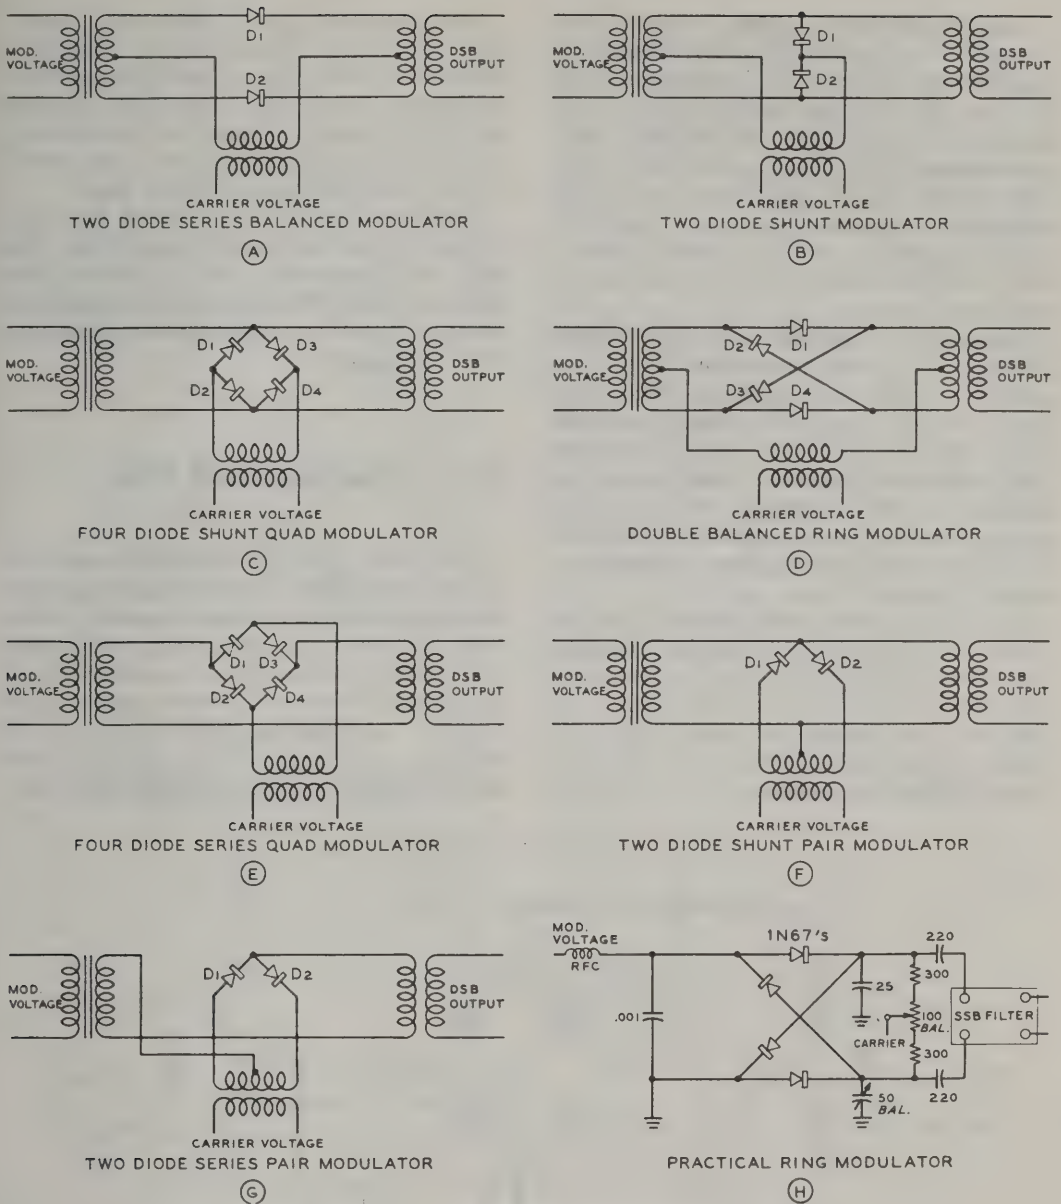 MOD.
VOLTAGE
D1
D2
DSB
OUTPUT
CARRIER VOLTAGE
TWO DIODE SERIES BALANCED MODULATOR
A
MOD.
VOLTAGE
D1
D2
DSB
OUTPUT
CARRIER VOLTAGE
TWO DIODE SHUNT MODULATOR
B
MOD.
VOLTAGE
D1
D3
D2
D4
DSB
OUTPUT
CARRIER VOLTAGE
FOUR DIODE SHUNT QUAD MODULATOR
C
MOD.
VOLTAGE
D2
D1
D3
D4
DSB
OUTPUT
CARRIER VOLTAGE
DOUBLE BALANCED RING MODULATOR
D
MOD.
VOLTAGE
D1
D3
D2
D4
DSB
OUTPUT
CARRIER VOLTAGE
FOUR DIODE SERIES QUAD MODULATOR
E
MOD.
VOLTAGE
D1
D2
DSB
OUTPUT
CARRIER VOLTAGE
TWO DIODE SHUNT PAIR MODULATOR
F
MOD.
VOLTAGE
D1
D2
DSB
OUTPUT
CARRIER VOLTAGE
TWO DIODE SERIES PAIR MODULATOR
G
MOD.
VOLTAGE
RFC
1N67'S
220
300
.001
25
100
BAL.
SSB FILTER
CARRIER
300
50
BAL.
220
PRACTICAL RING MODULATOR
H